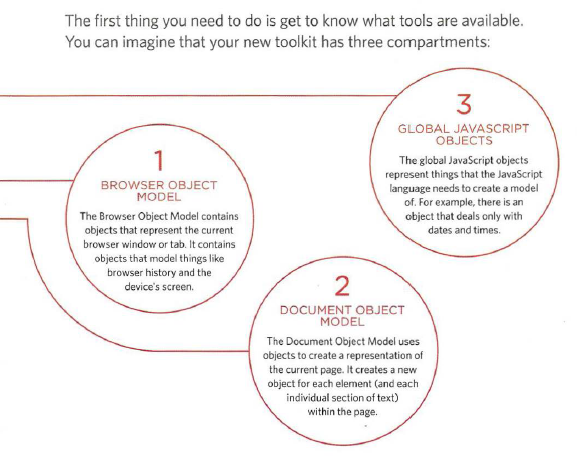 The first thing you need to do is get to know what tools are available.
You can imagine that your new toolkit has three compartments:
3
GLOBAL JAVASCRIPT
OBJECTS
The global JavaScript objects
represent things that the JavaScript
language needs to create a model
of. For example, there is an
object that deals only with
dates and times.
1
BROWSER OBJECT
MODEL
The Browser Object Model contains
objects that represent the current
browser window or tab. It contains
objects that model things like
browser history and the
device's screen.
2
DOCUMENT OBJECT
MODEL
The Document Object Model uses
objects to create a representation of
the current page. It creates a new
object for each element (and each
individual section of text)
within the page.